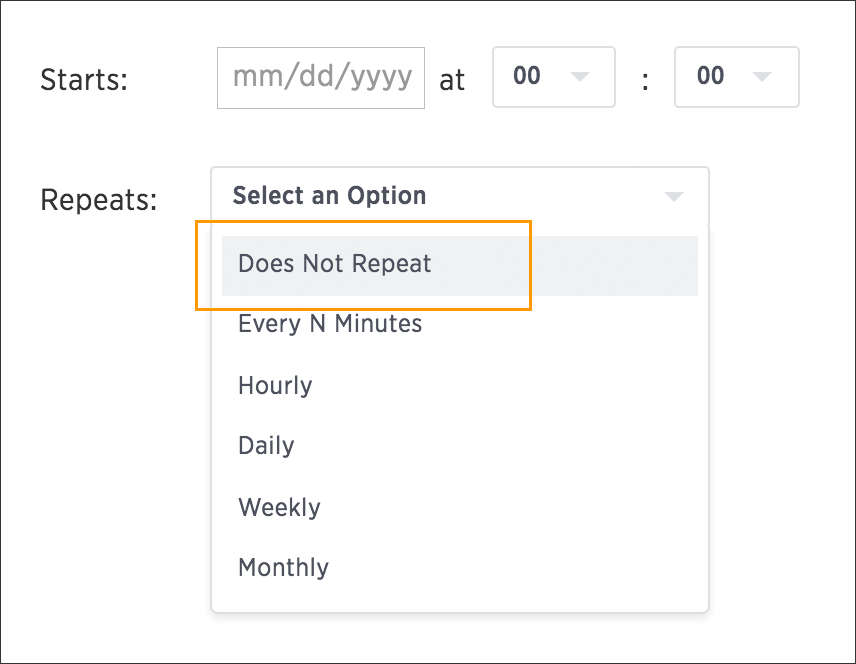 Starts: mm/dd/yyyy at 00 : 00
Repeats: Select an Option
Does Not Repeat
Every N Minutes
Hourly
Daily
Weekly
Monthly